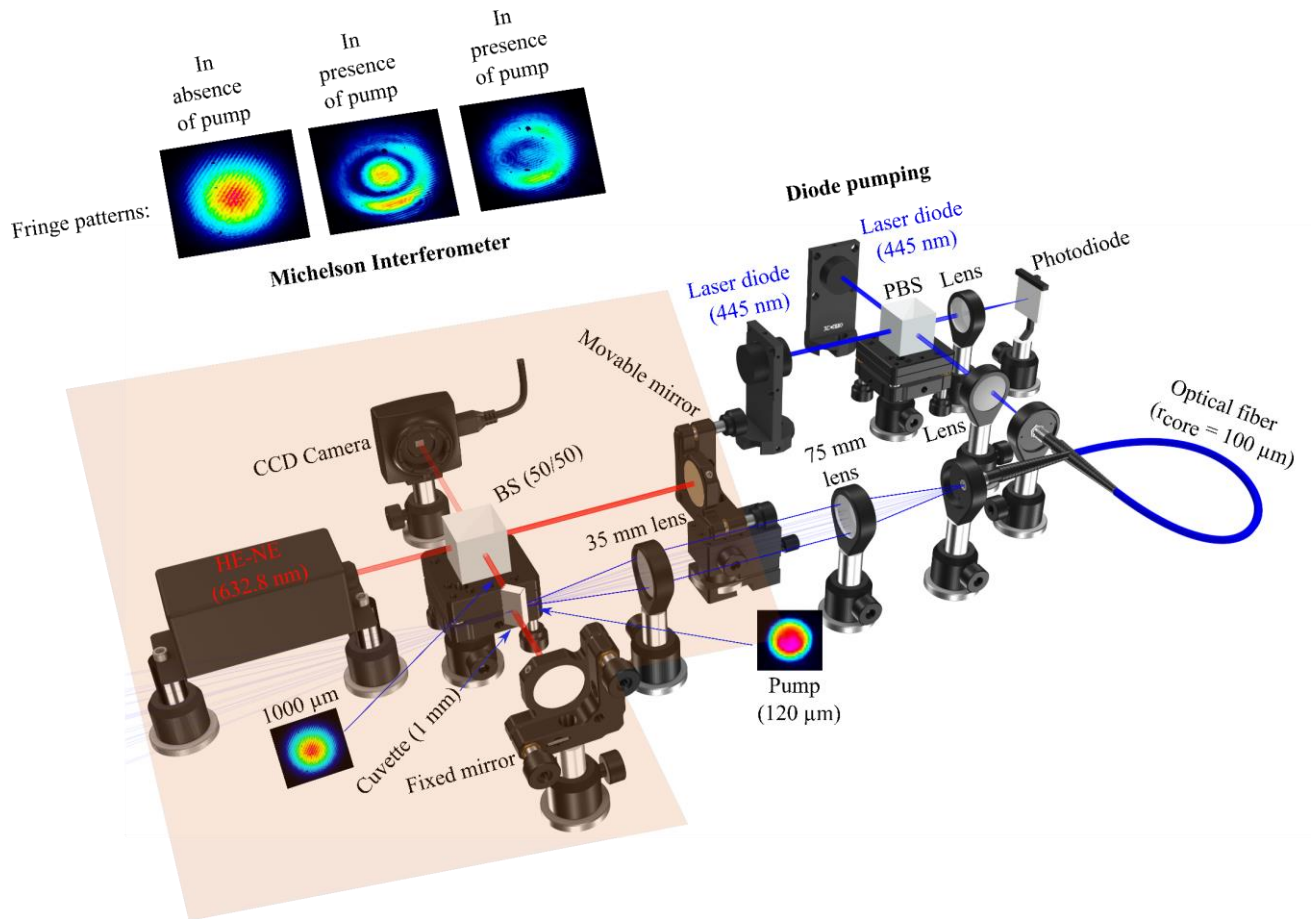 In
absence
of pump
In
presence
of pump
In
presence
of pump
Fringe patterns:
Michelson Interferometer
Diode pumping
Laser diode
(445 nm)
Laser diode
(445 nm)
PBS
Lens
Photodiode
Movable mirror
CCD Camera
BS (50/50)
Lens
Optical fiber
(rcore = 100 µm)
75 mm
lens
35 mm lens
HE-NE
(632.8 nm)
1000 µm
Cuvette (1 mm)
Fixed mirror
Pump
(120 µm)